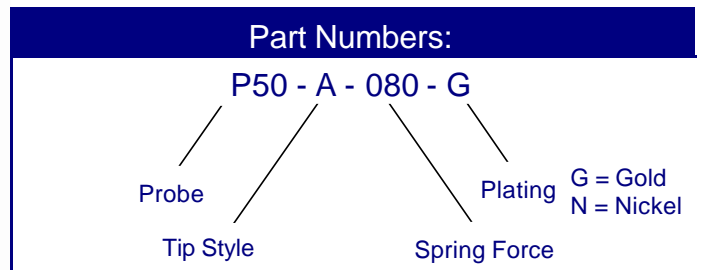 Part Numbers:
P50 - A - 080 - G
Probe
Plating
G = Gold
N = Nickel
Tip Style
Spring Force